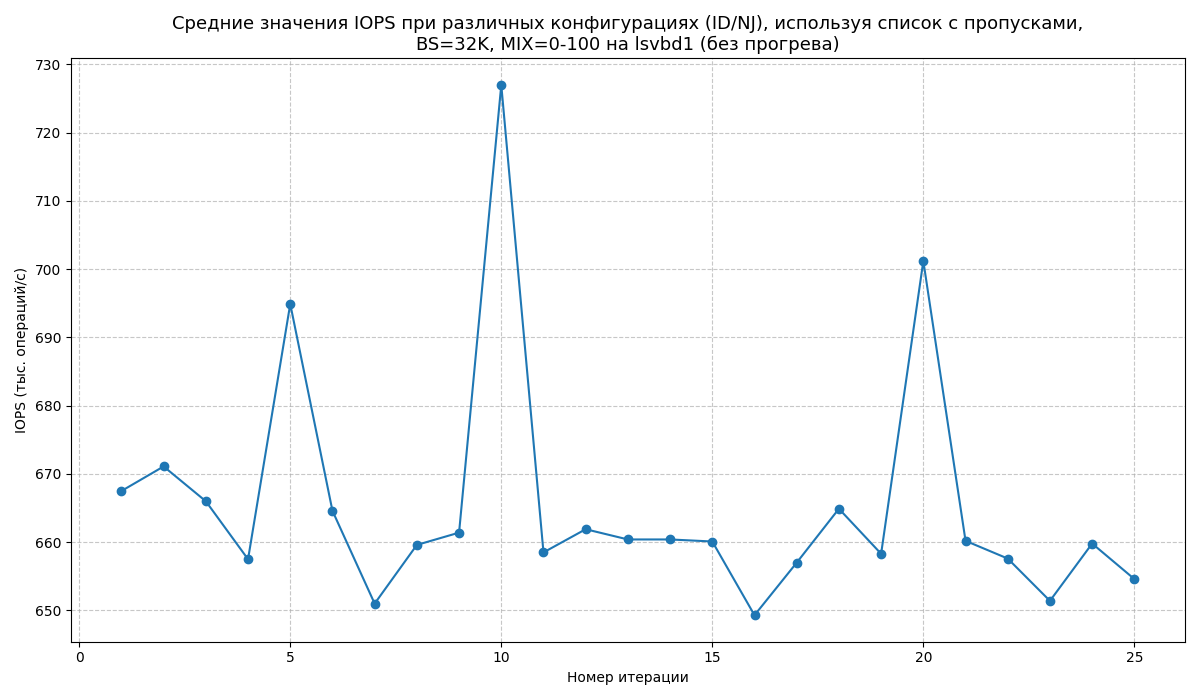 Средние значения IOPS при различных конфигурациях (ID/NJ), используя список с пропусками,
BS=32K, MIX=0-100 на lsvbd1 (без прогрева)
730
720
710
700
690
680
670
660
650
IOPS (тыс. операций/с)
0 5 10 15 20 25
Номер итерации